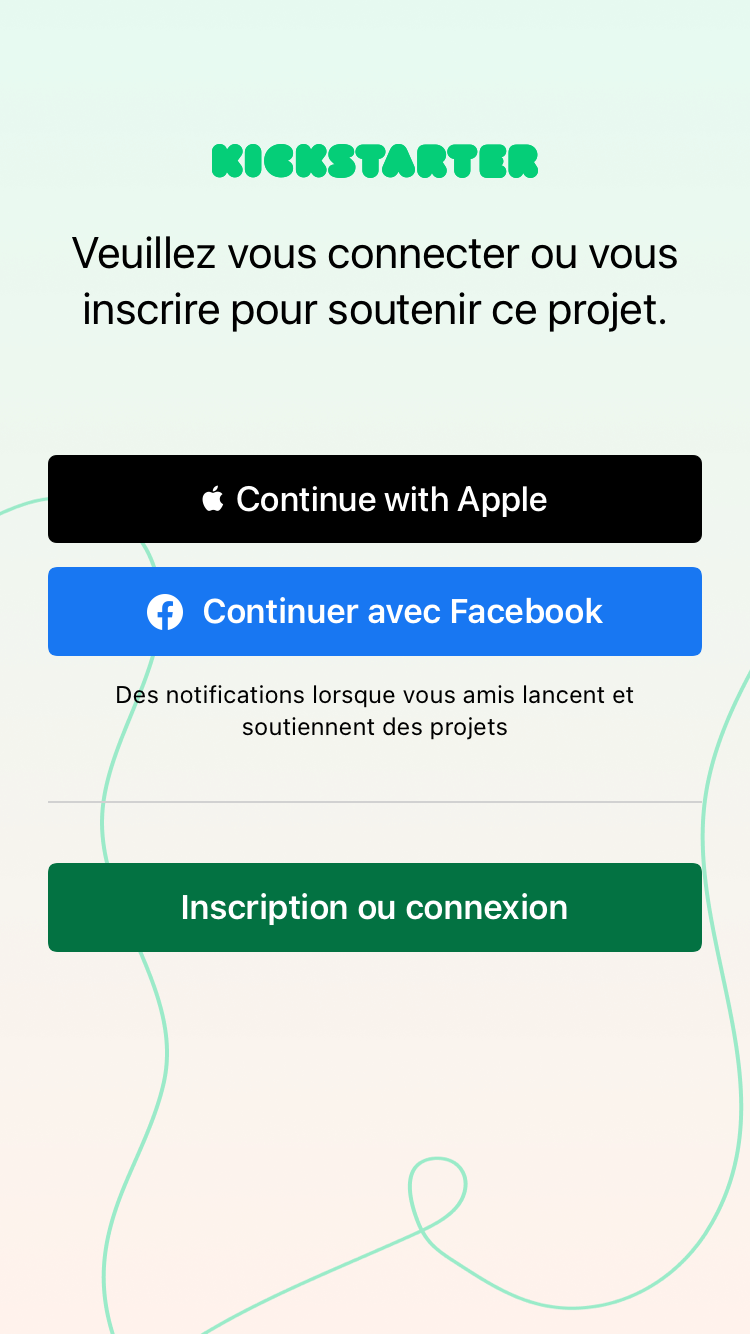 KICKSTARTER
Veuillez vous connecter ou vous
inscrire pour soutenir ce projet.
Continue with Apple
Continuer avec Facebook
Des notifications lorsque vous amis lancent et
soutiennent des projets
Inscription ou connexion